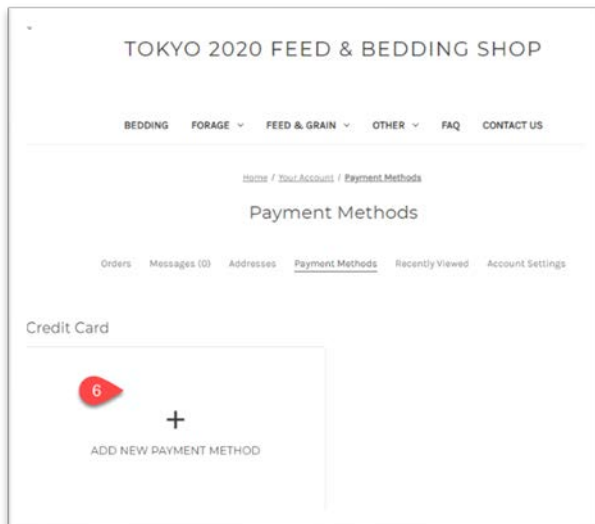 TOKYO 2020 FEED & BEDDING SHOP
BEDDING FORAGE FEED & GRAIN OTHER FAQ CONTACT US
Home / Your Account / Payment Methods
Payment Methods
Orders Messages (0) Addresses Payment Methods Recently Viewed Account Settings
Credit Card
6
+
ADD NEW PAYMENT METHOD